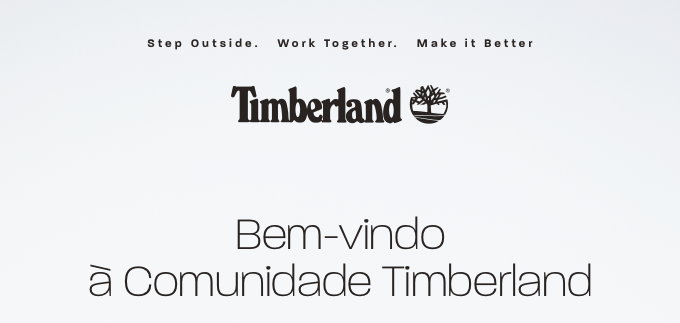 Step Outside. Work Together. Make it Better
Timberland®
Bem-vindo
à Comunidade Timberland